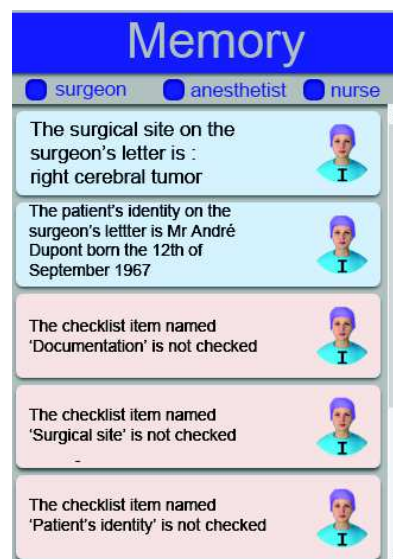 Memory
surgeon anesthetist nurse
The surgical site on the
surgeon's letter is :
right cerebral tumor
I
The patient's identity on the
surgeon's lettter is Mr André
Dupont born the 12th of
September 1967
I
The checklist item named
'Documentation' is not checked
I
The checklist item named
'Surgical site' is not checked
I
The checklist item named
'Patient's identity' is not checked
I